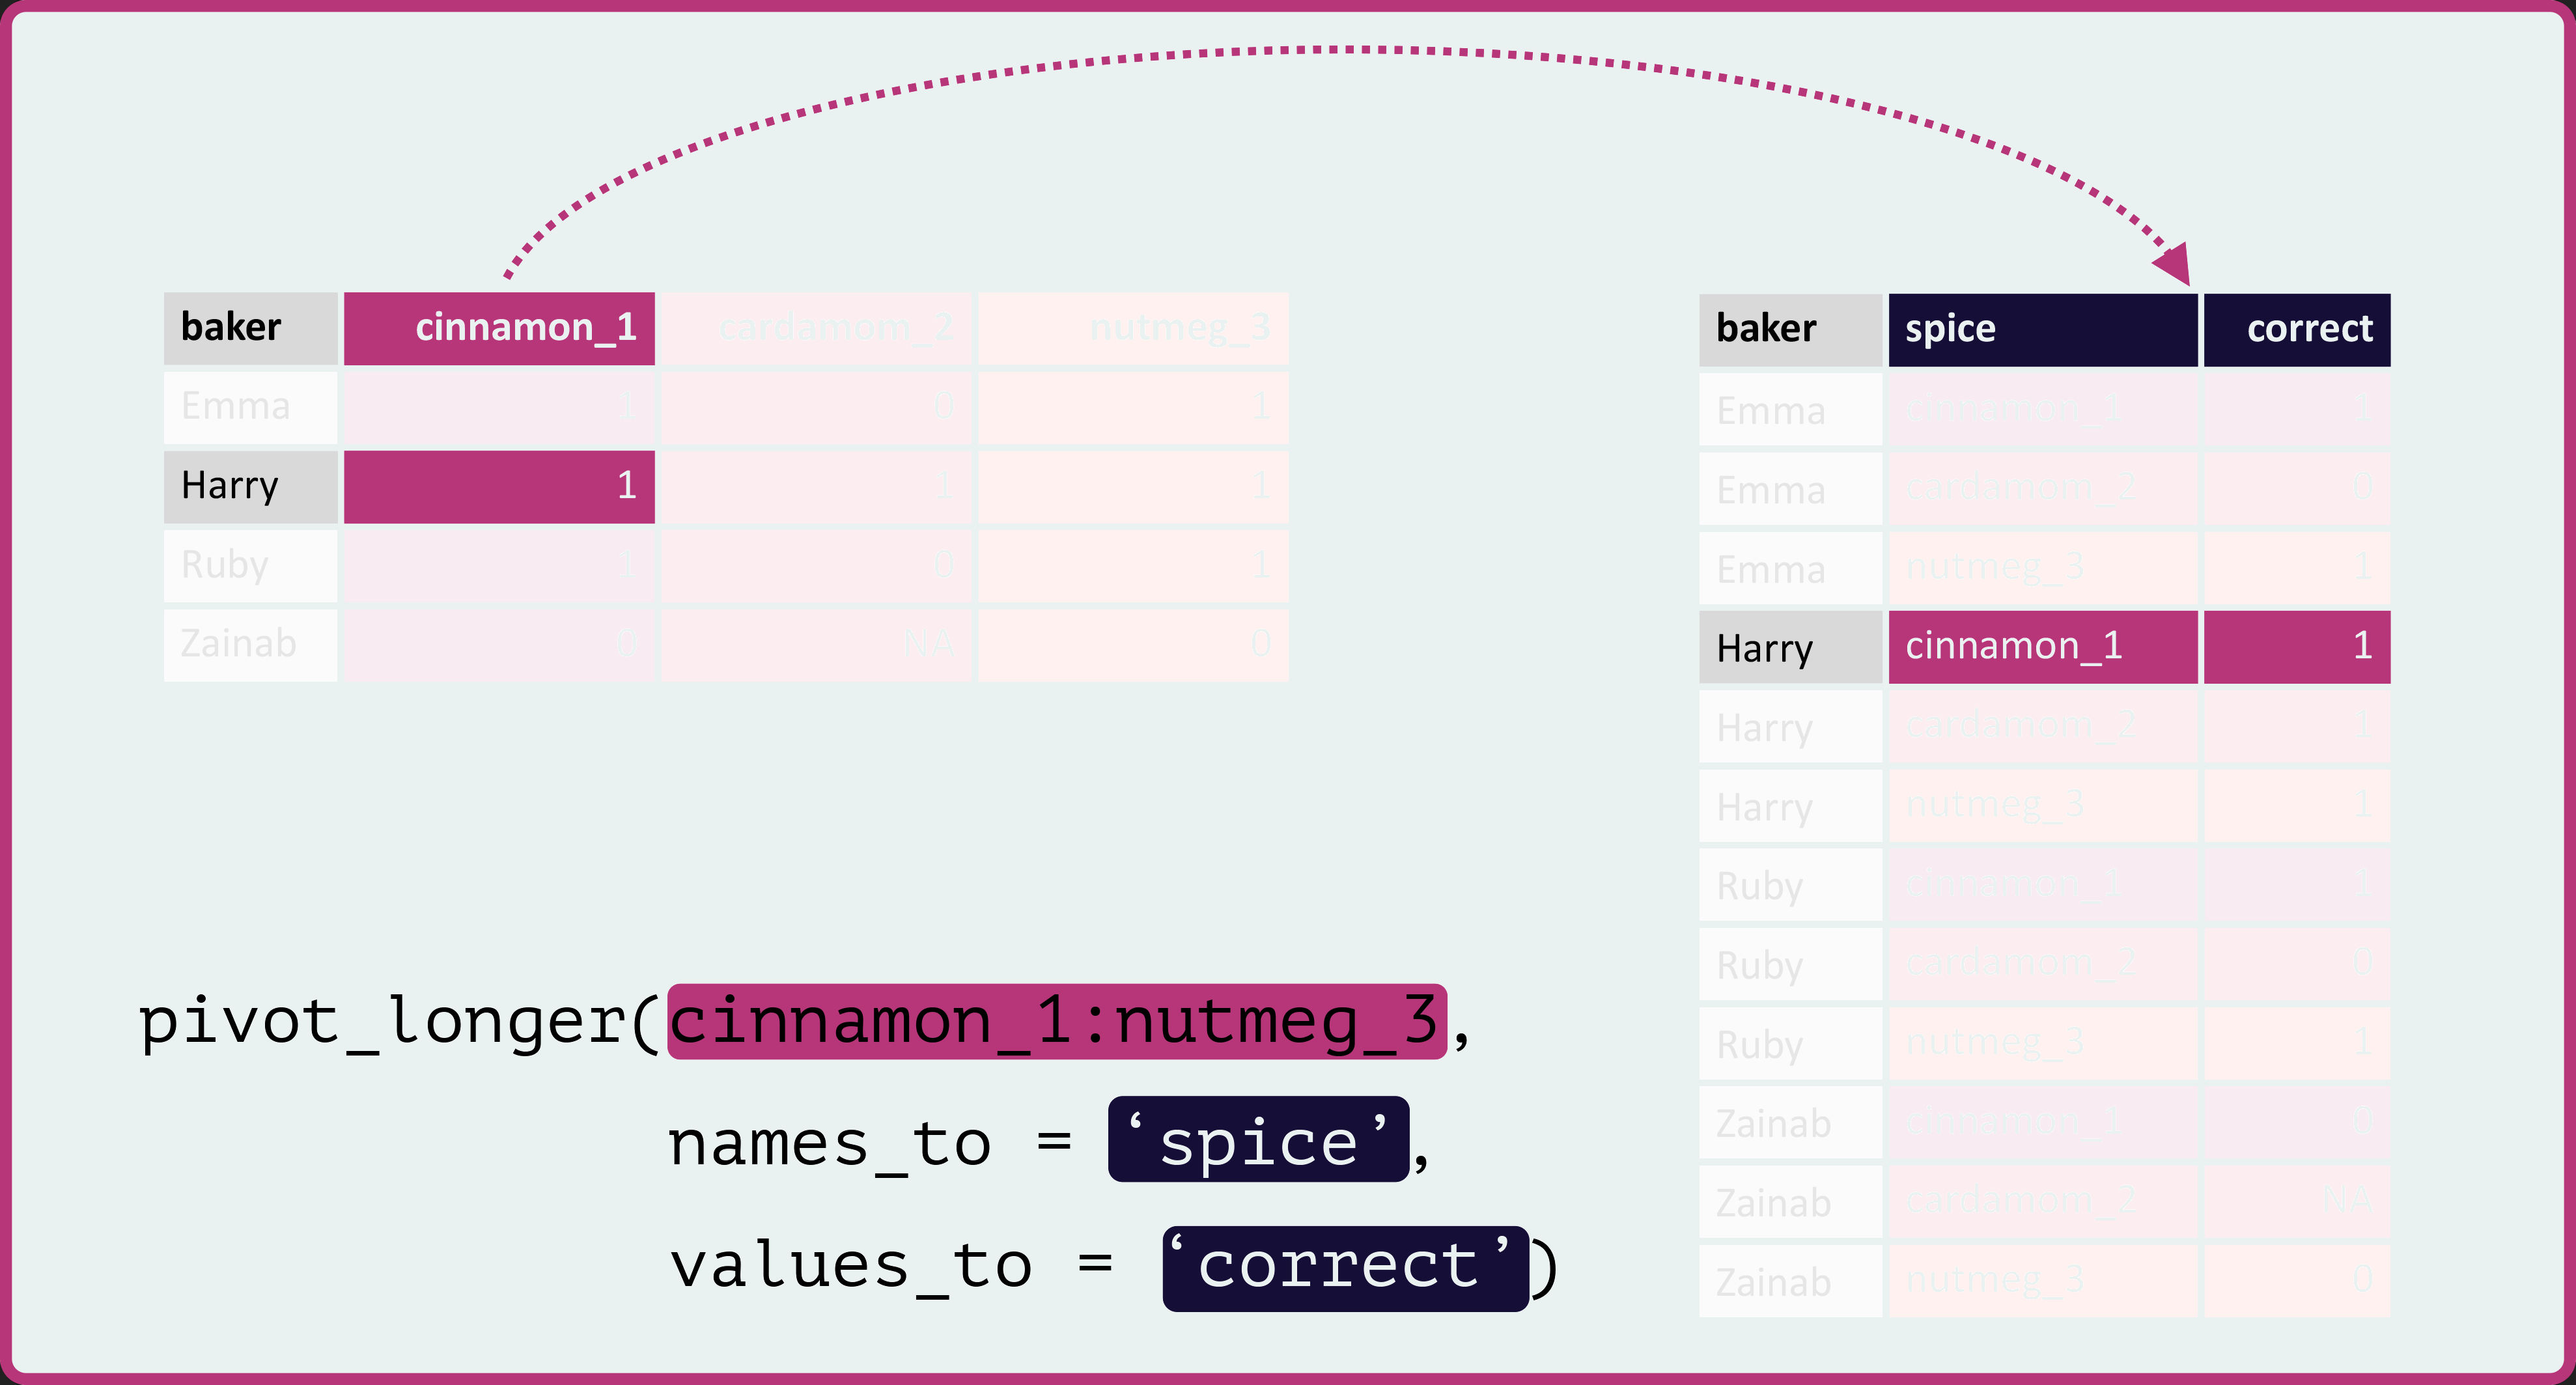 baker cinnamon_1 cardamom_2 nutmeg_3
Emma 1 0 1
Harry 1 1 1
Ruby 1 0 1
Zainab 0 NA 0
baker spice correct
Emma cinnamon_1 1
Emma cardamom_2 0
Emma nutmeg_3 1
Harry cinnamon_1 1
Harry cardamom_2 1
Harry nutmeg_3 1
Ruby cinnamon_1 1
Ruby cardamom_2 0
Ruby nutmeg_3 1
Zainab cinnamon_1 0
Zainab cardamom_2 NA
Zainab nutmeg_3 0
pivot_longer(cinnamon_1:nutmeg_3,
names_to = ‘spice’,
values_to = ‘correct’)